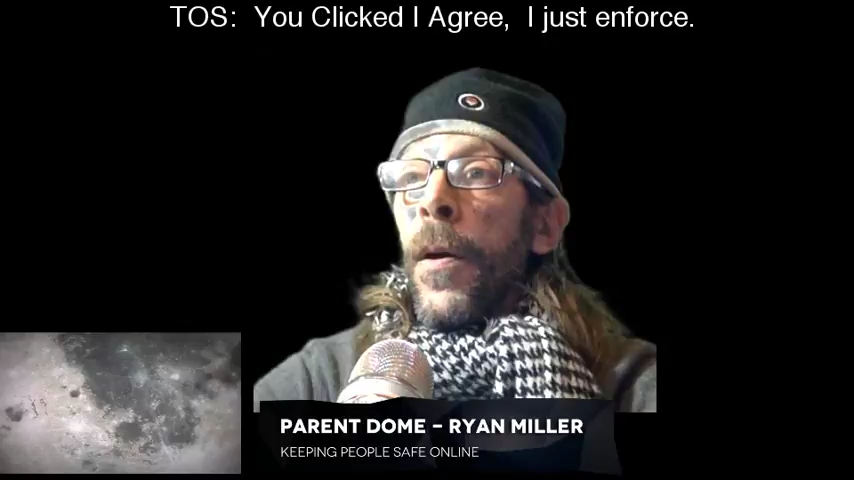 TOS:  You Clicked I Agree,  I just enforce.
PARENT DOME - RYAN MILLER
KEEPING PEOPLE SAFE ONLINE